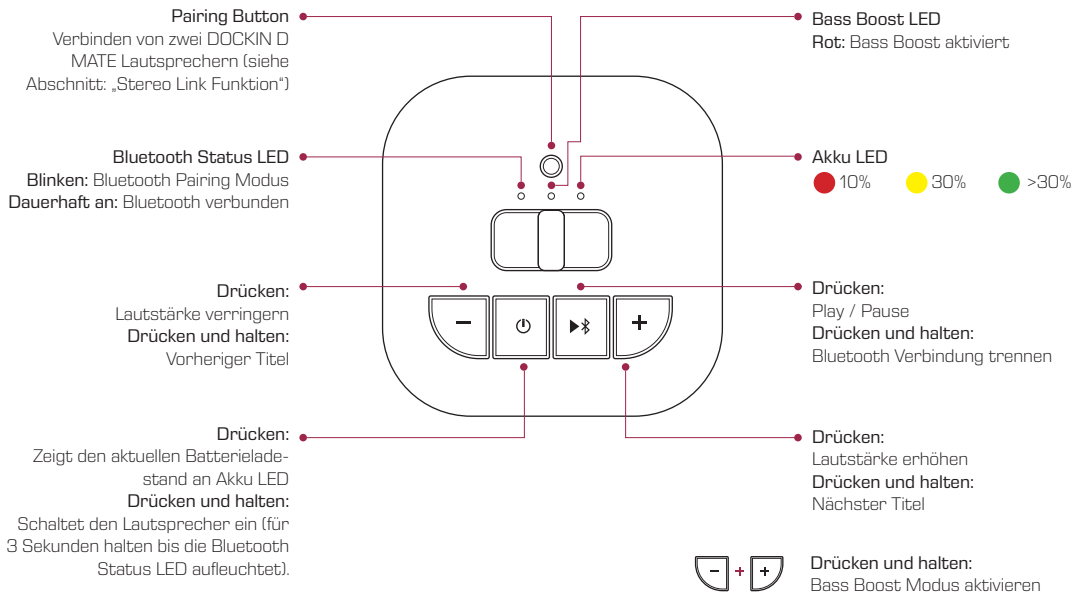 Pairing Button
Verbinden von zwei DOCKIN D
MATE Lautsprechern (siehe
Abschnitt: „Stereo Link Funktion“)
Bass Boost LED
Rot: Bass Boost aktiviert
Bluetooth Status LED
Blinken: Bluetooth Pairing Modus
Dauerhaft an: Bluetooth verbunden
Akku LED
10% 30% >30%
Drücken:
Lautstärke verringern
Drücken und halten:
Vorheriger Titel
Drücken:
Play / Pause
Drücken und halten:
Bluetooth Verbindung trennen
Drücken:
Zeigt den aktuellen Batterielade-
stand an Akku LED
Drücken und halten:
Schaltet den Lautsprecher ein (für
3 Sekunden halten bis die Bluetooth
Status LED aufleuchtet).
Drücken:
Lautstärke erhöhen
Drücken und halten:
Nächster Titel
- + +
Drücken und halten:
Bass Boost Modus aktivieren